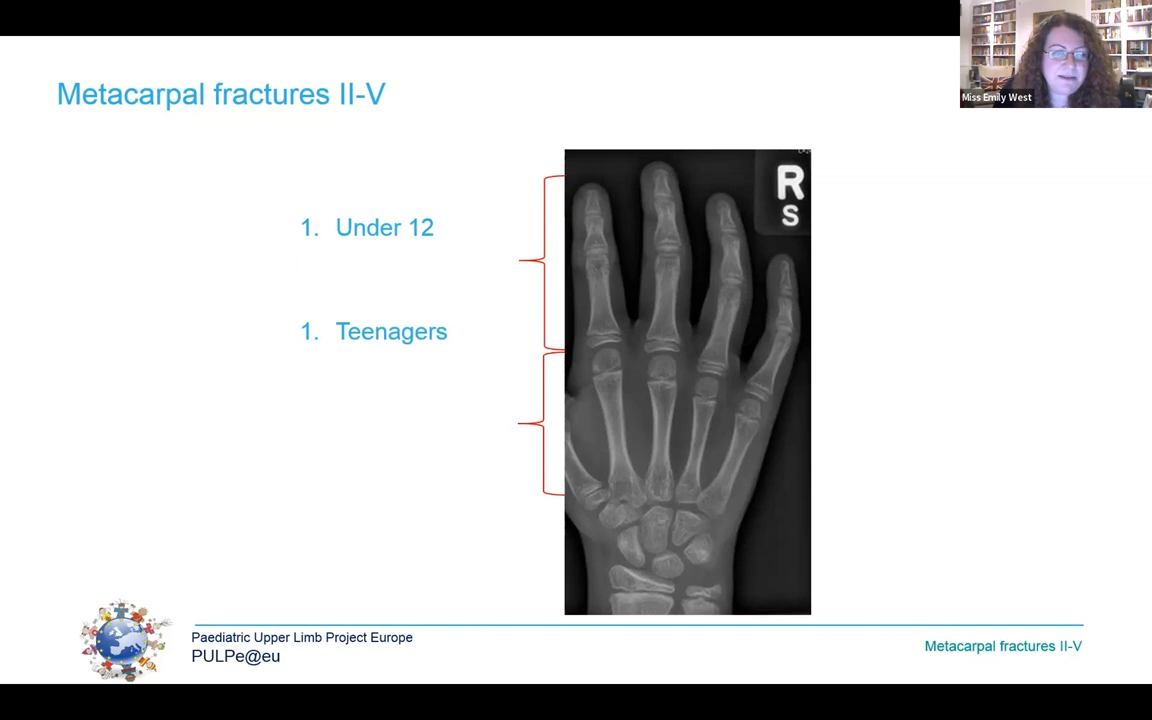 Metacarpal fractures II-V
Miss Emily West
1. Under 12
1. Teenagers
R
S
Paediatric Upper Limb Project Europe
PULPe@eu
Metacarpal fractures II-V